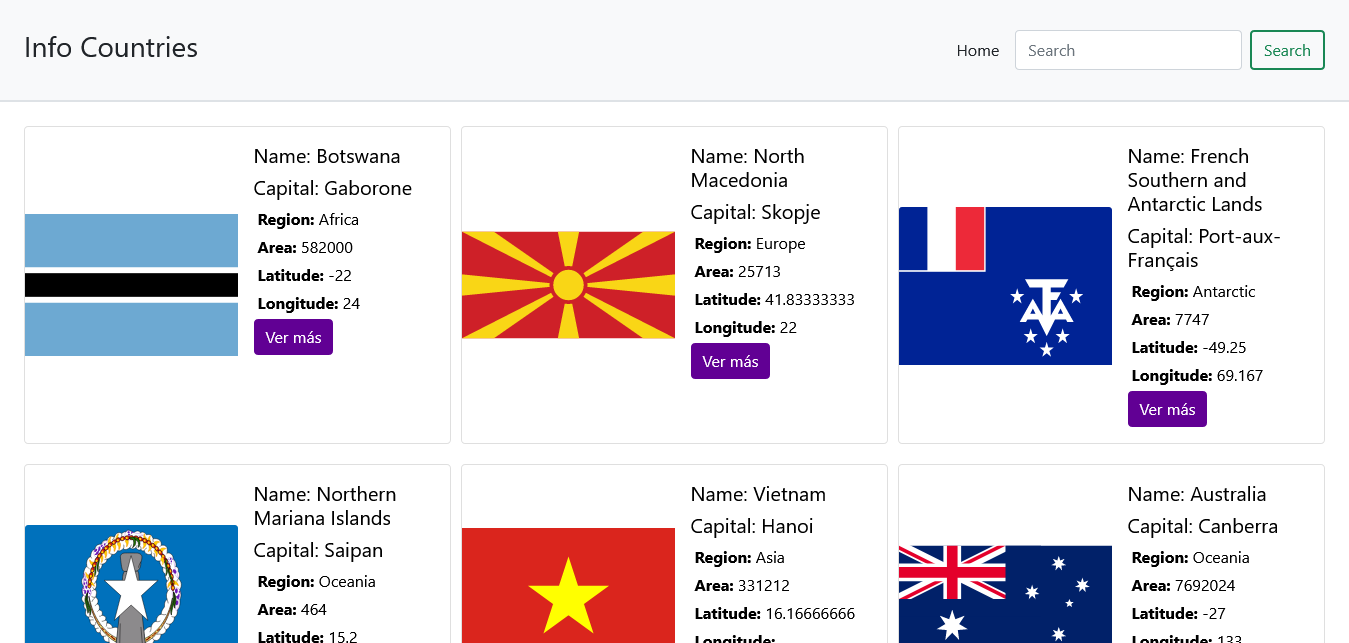 Info Countries
Home
Search
Search
Name: Botswana
Capital: Gaborone
Region: Africa
Area: 582000
Latitude: -22
Longitude: 24
Ver más
Name: North
Macedonia
Capital: Skopje
Region: Europe
Area: 25713
Latitude: 41.83333333
Longitude: 22
Ver más
Name: French
Southern and
Antarctic Lands
Capital: Port-aux-
Français
Region: Antarctic
Area: 7747
Latitude: -49.25
Longitude: 69.167
Ver más
Name: Northern
Mariana Islands
Capital: Saipan
Region: Oceania
Area: 464
Latitude: 15.2
Name: Vietnam
Capital: Hanoi
Region: Asia
Area: 331212
Latitude: 16.16666666
Longitude:
Name: Australia
Capital: Canberra
Region: Oceania
Area: 7692024
Latitude: -27
Longitude: 133